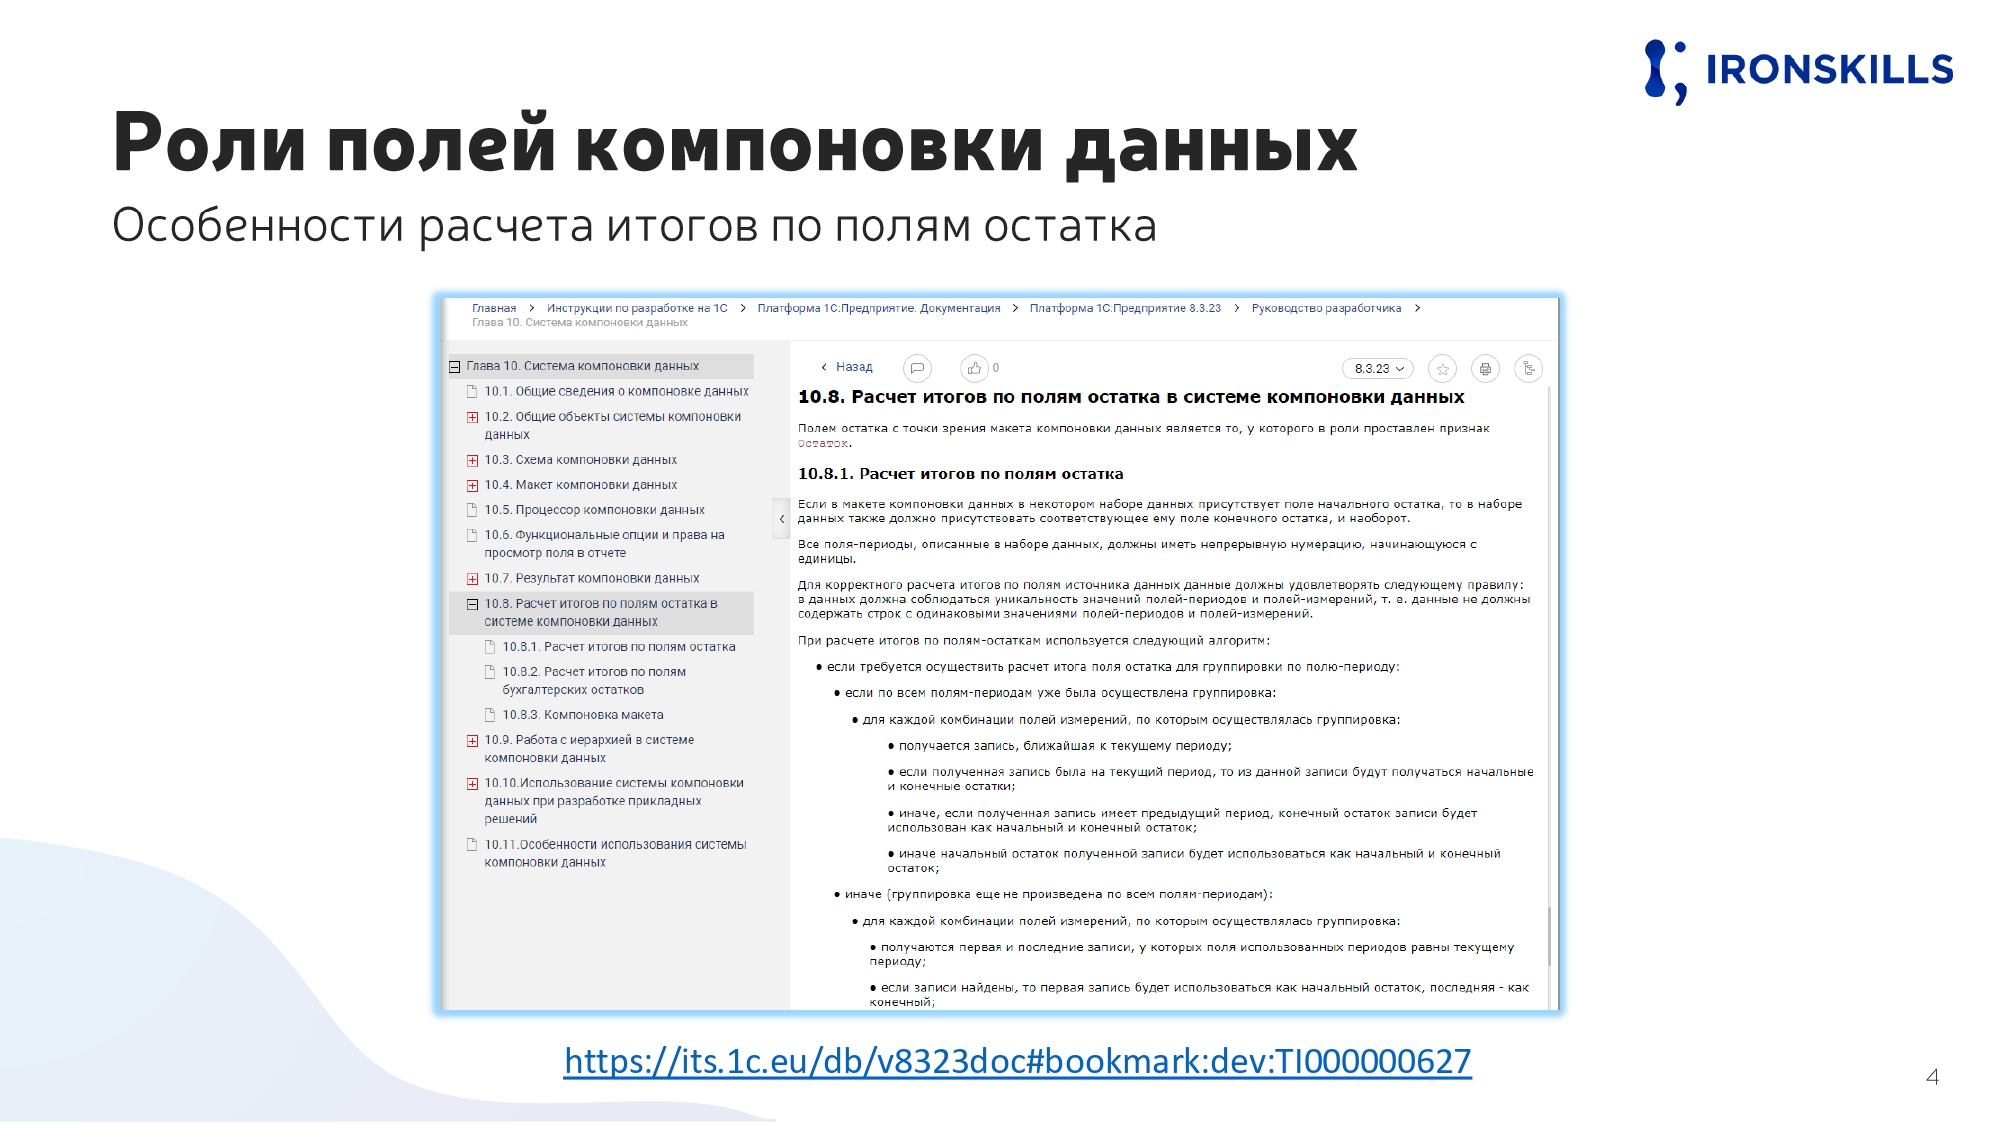 IRONSKILLS
Роли полей компоновки данных
Особенности расчета итогов по полям остатка
Главная > Инструкции по разработке на 1С > Платформа 1С:Предприятие. Документация > Платформа 1С:Предприятие 8.3.23 > Руководство разработчика >
Глава 10. Система компоновки данных
Глава 10. Система компоновки данных
10.1. Общие сведения о компоновке данных
10.2. Общие объекты системы компоновки
данных
10.3. Схема компоновки данных
10.4. Макет компоновки данных
10.5. Процессор компоновки данных
10.6. Функциональные опции и права на
просмотр поля в отчете
10.7. Результат компоновки данных
10.8. Расчет итогов по полям остатка в
системе компоновки данных
10.8.1. Расчет итогов по полям остатка
10.8.2. Расчет итогов по полям
бухгалтерских остатков
10.8.3. Компоновка макета
10.9. Работа с иерархией в системе
компоновки данных
10.10.Использование системы компоновки
данных при разработке прикладных
решений
10.11.Особенности использования системы
компоновки данных
Назад 0 8.3.23
10.8. Расчет итогов по полям остатка в системе компоновки данных
Полем остатка с точки зрения макета компоновки данных является то, у которого в роли проставлен признак
Остаток.
10.8.1. Расчет итогов по полям остатка
Если в макете компоновки данных в некотором наборе данных присутствует поле начального остатка, то в наборе
данных также должно присутствовать соответствующее ему поле конечного остатка, и наоборот.
Все поля-периоды, описанные в наборе данных, должны иметь непрерывную нумерацию, начинающуюся с
единицы.
Для корректного расчета итогов по полям источника данных данные должны удовлетворять следующему правилу:
в данных должна соблюдаться уникальность значений полей-периодов и полей-измерений, т. е. данные не должны
содержать строк с одинаковыми значениями полей-периодов и полей-измерений.
При расчете итогов по полям-остаткам используется следующий алгоритм:
● если требуется осуществить расчет итога поля остатка для группировки по полю-периоду:
● если по всем полям-периодам уже была осуществлена группировка:
● для каждой комбинации полей измерений, по которым осуществлялась группировка:
● получается запись, ближайшая к текущему периоду;
● если полученная запись была на текущий период, то из данной записи будут получаться начальные
и конечные остатки;
● иначе, если полученная запись имеет предыдущий период, конечный остаток записи будет
использован как начальный и конечный остаток;
● иначе начальный остаток полученной записи будет использоваться как начальный и конечный
остаток;
● иначе (группировка еще не произведена по всем полям-периодам):
● для каждой комбинации полей измерений, по которым осуществлялась группировка:
● получаются первая и последние записи, у которых поля использованных периодов равны текущему
периоду;
● если записи найдены, то первая запись будет использоваться как начальный остаток, последняя - как
конечный;
https://its.1c.eu/db/v8323doc#bookmark:dev:TI000000627
4